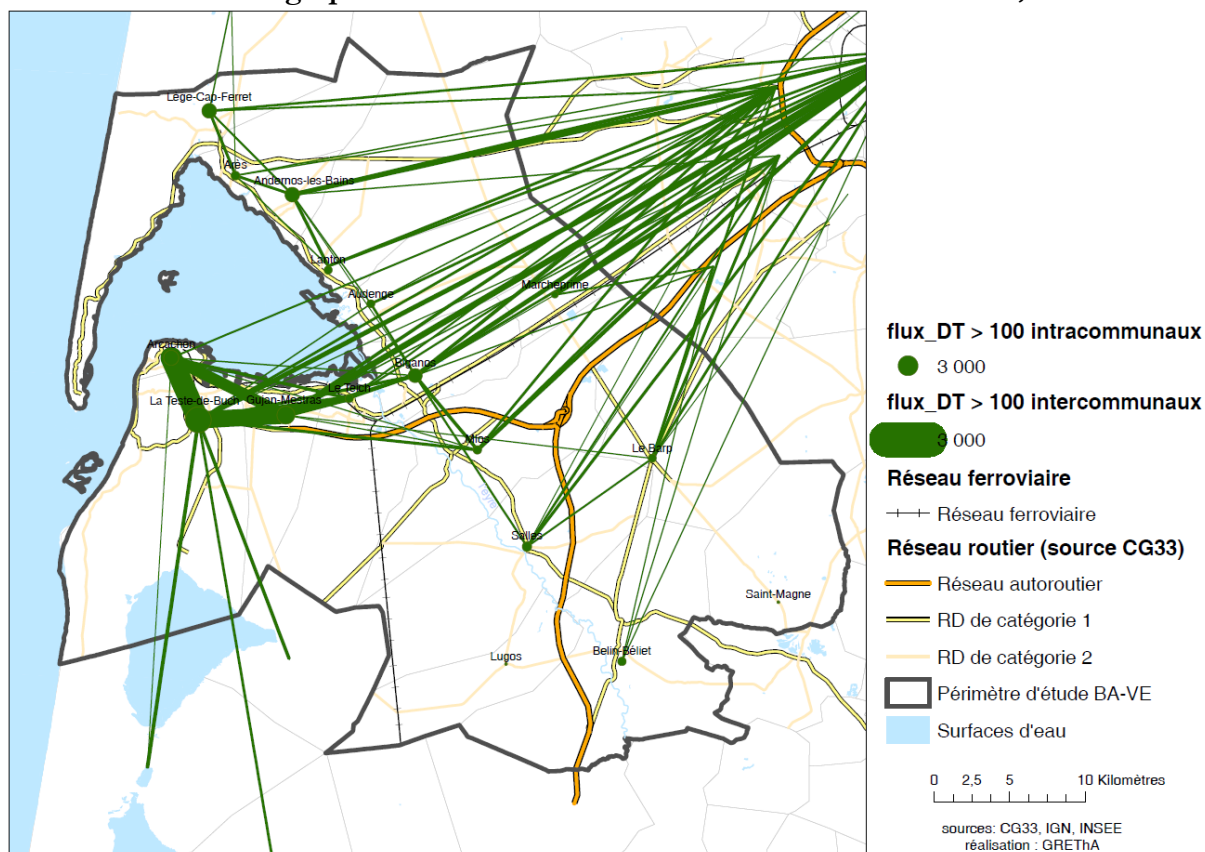 Lège-Cap-Ferret
Arès
Andernos-les-Bains
Lanton
Audenge
Marcheprime
Arcachon
Biganos
Le Teich
La Teste-de-Buch
Gujan-Mestras
Mios
Le Barp
Salles
Saint-Magne
Lugos
Belin-Béliet
flux_DT > 100 intracommunaux
3 000
flux_DT > 100 intercommunaux
3 000
Réseau ferroviaire
Réseau ferroviaire
Réseau routier (source CG33)
Réseau autoroutier
RD de catégorie 1
RD de catégorie 2
Périmètre d'étude BA-VE
Surfaces d'eau
0 2,5 5 10 Kilomètres
sources: CG33, IGN, INSEE
réalisation : GREThA